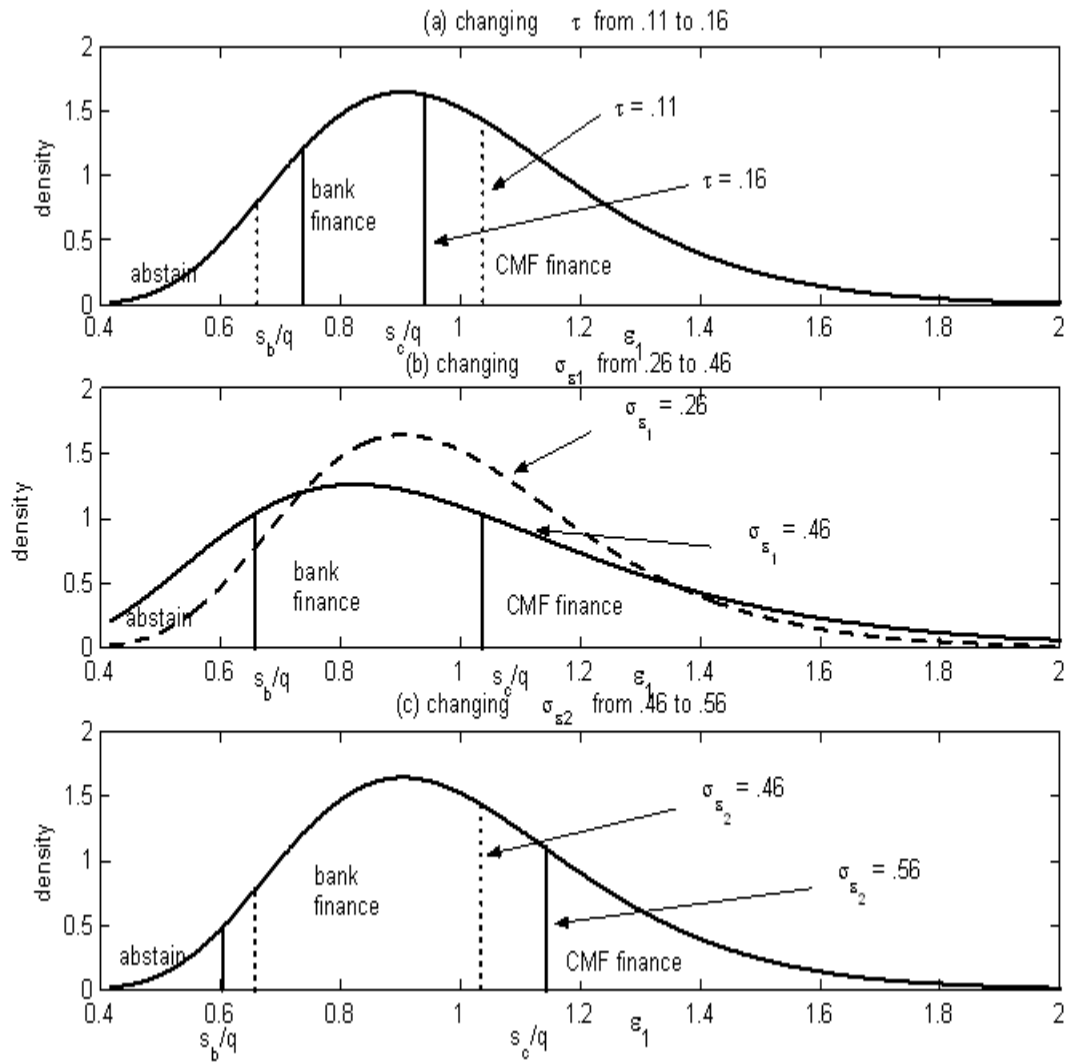 (a) changing τ from .11 to .16
2
1.5
1
0.5
0
density
τ = .11
τ = .16
bank
finance
abstain
CMF finance
0.4 0.6 0.8 1 1.2 1.4 1.6 1.8 2
s_b/q s_c/q ε_1
(b) changing σ_ε1 from .26 to .46
2
1.5
1
0.5
0
density
σ_ε_1 = .26
σ_ε_1 = .46
bank
finance
abstain
CMF finance
0.4 0.6 0.8 1 1.2 1.4 1.6 1.8 2
s_b/q s_c/q ε_1
(c) changing σ_ε2 from .46 to .56
2
1.5
1
0.5
0
density
σ_ε_2 = .46
σ_ε_2 = .56
bank
finance
abstain
CMF finance
0.4 0.6 0.8 1 1.2 1.4 1.6 1.8 2
s_b/q s_c/q ε_1